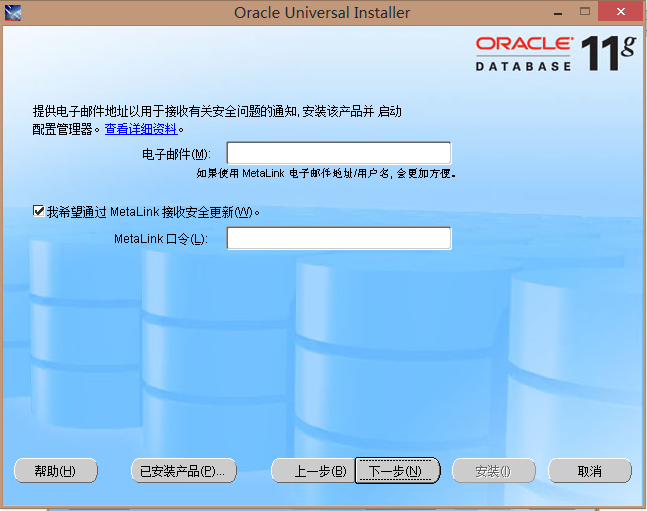 Oracle Universal Installer
ORACLE
DATABASE 11g
提供电子邮件地址以用于接收有关安全问题的通知, 安装该产品并 启动
配置管理器。查看详细资料。
电子邮件(M):
如果使用 MetaLink 电子邮件地址/用户名, 会更加方便。
我希望通过 MetaLink 接收安全更新(W)。
MetaLink 口令(L):
帮助(H) 已安装产品(P)... 上一步(B) 下一步(N) 安装(I) 取消